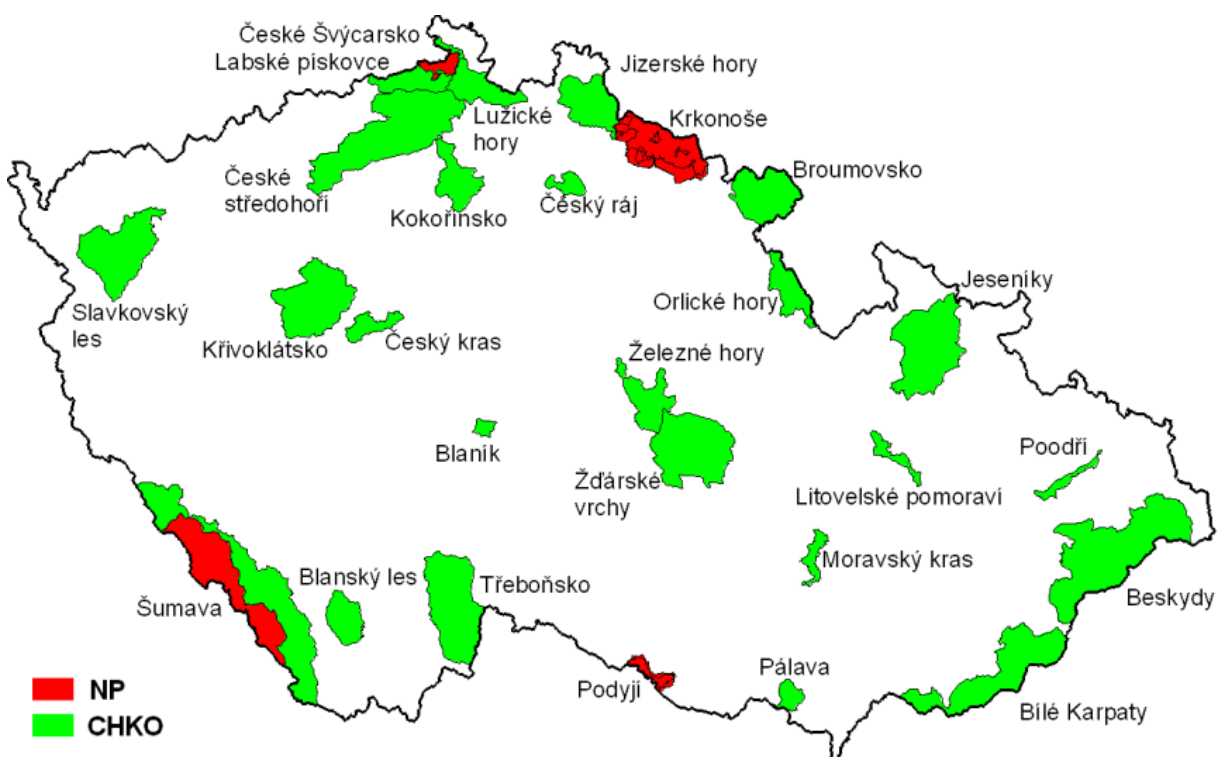 České Švýcarsko
Labské pískovce
Jizerské hory
Lužické
hory
Krkonoše
České
středohoří
Kokořínsko
Český ráj
Broumovsko
Slavkovský
les
Křivoklátsko
Český kras
Orlické hory
Jeseníky
Železné hory
Blaník
Žďárské
vrchy
Litovelské pomoraví
Poodří
Moravský kras
Šumava
Blanský les
Třeboňsko
Beskydy
Podyjí
Pálava
Bílé Karpaty
NP
CHKO